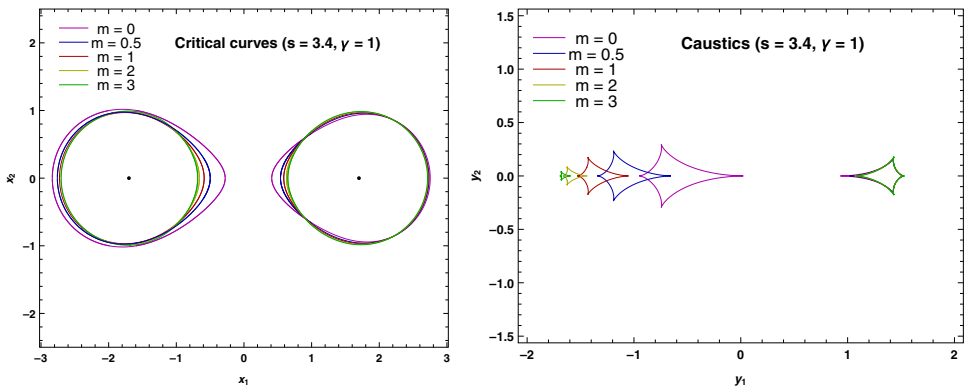 Critical curves (s = 3.4, γ = 1)
m = 0
m = 0.5
m = 1
m = 2
m = 3
2
1
0
−1
−2
−3
−2
−1
0
1
2
3
x₂
x₁
Caustics (s = 3.4, γ = 1)
m = 0
m = 0.5
m = 1
m = 2
m = 3
1.5
1.0
0.5
0.0
−0.5
−1.0
−1.5
−2
−1
0
1
2
y₂
y₁